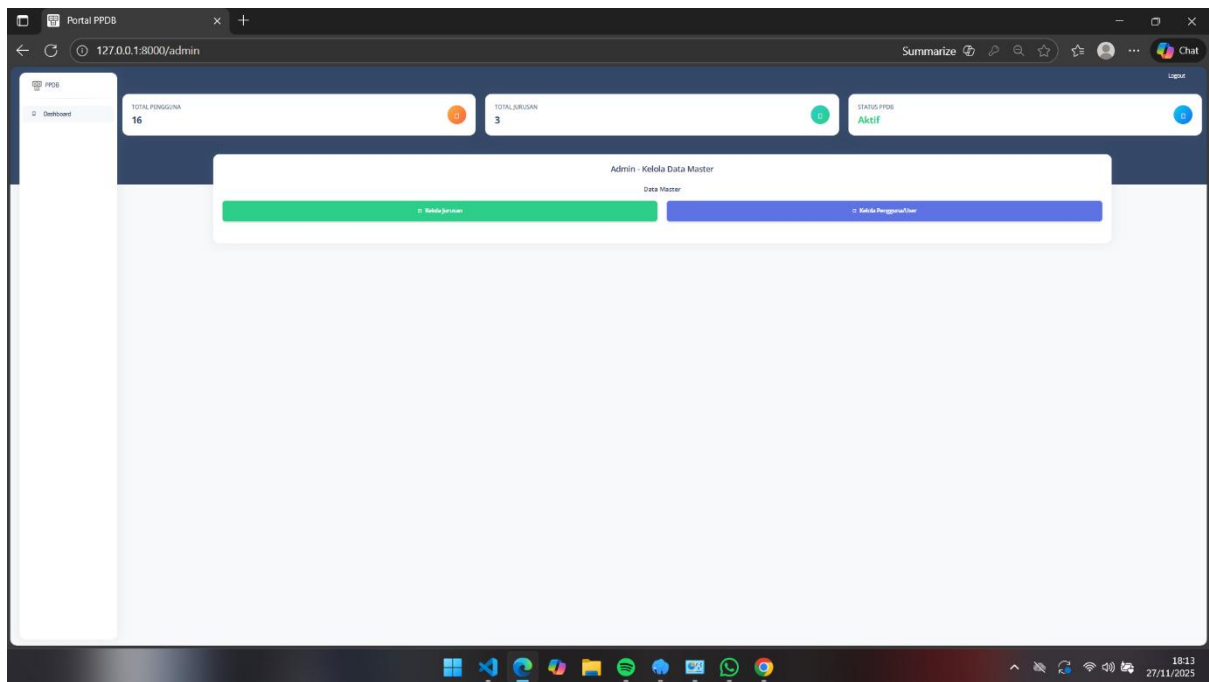 Portal PPDB
127.0.0.1:8000/admin
Summarize
Chat
PPDB
Logout
Dashboard
TOTAL PENGGUNA
16
TOTAL JURUSAN
3
STATUS PPDB
Aktif
Admin - Kelola Data Master
Data Master
Kelola Jurusan
Kelola Pengguna/User
18:13
27/11/2025